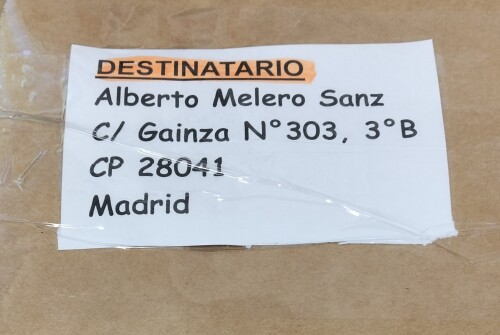 DESTINATARIO
Alberto Melero Sanz
C/ Gainza N°303, 3°B
CP 28041
Madrid